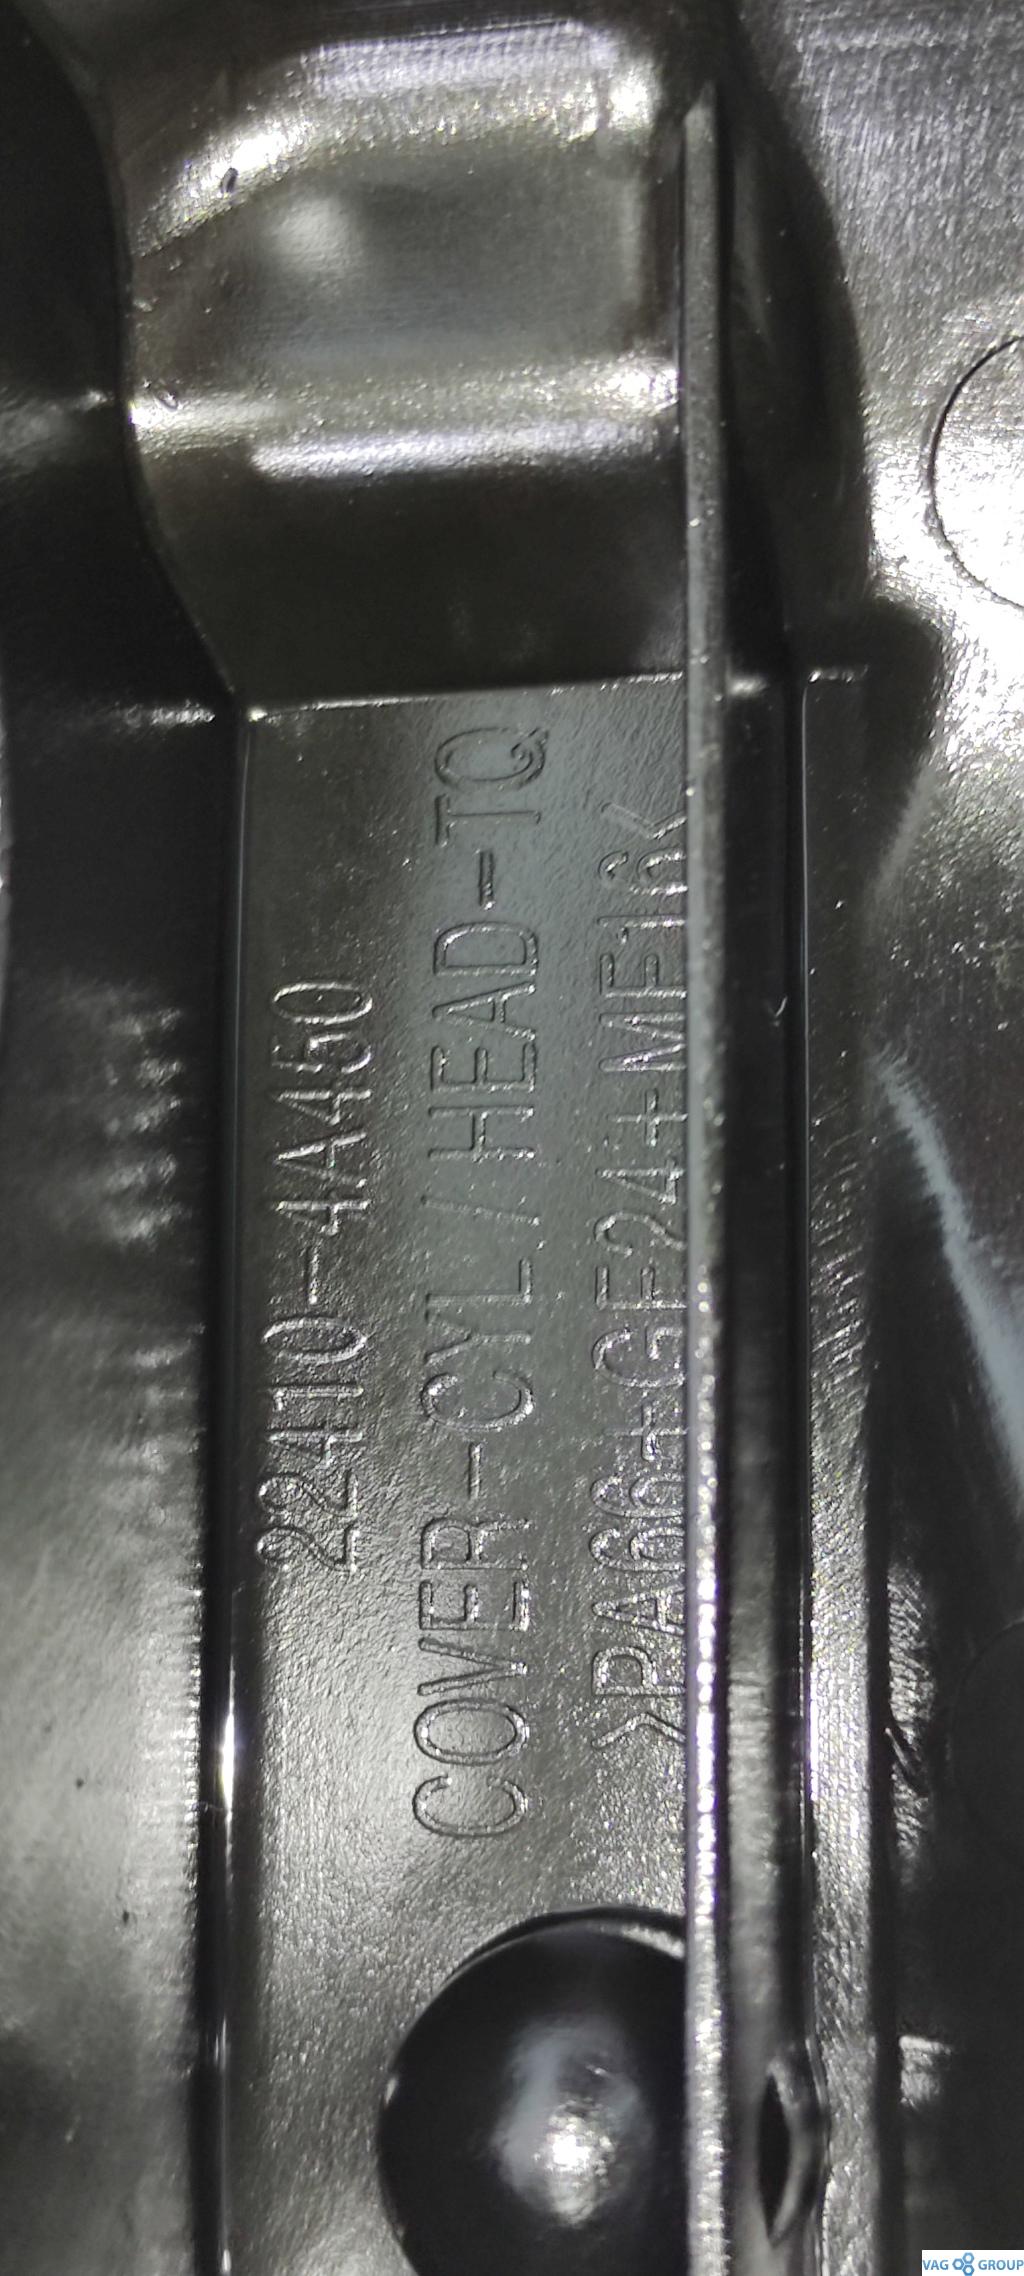 22410-4A450
COVER-CYL/HEAD-TQ
>PA66+GF24+MF16<
VAG GROUP